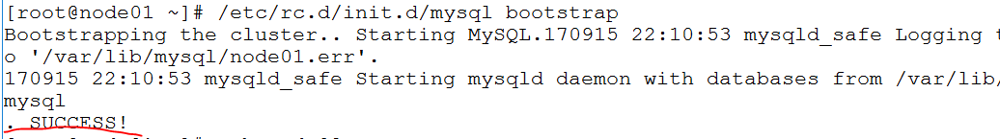 [root@node01 ~]# /etc/rc.d/init.d/mysql bootstrap
Bootstrapping the cluster.. Starting MySQL.170915 22:10:53 mysqld_safe Logging t
o '/var/lib/mysql/node01.err'.
170915 22:10:53 mysqld_safe Starting mysqld daemon with databases from /var/lib/
mysql
. SUCCESS!